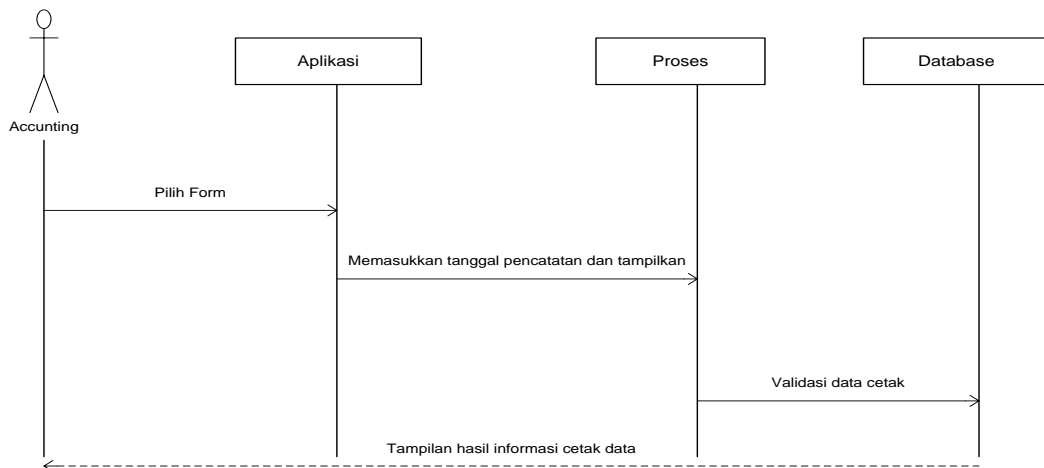 Aplikasi
Proses
Database
Accunting
Pilih Form
Memasukkan tanggal pencatatan dan tampilkan
Validasi data cetak
Tampilan hasil informasi cetak data